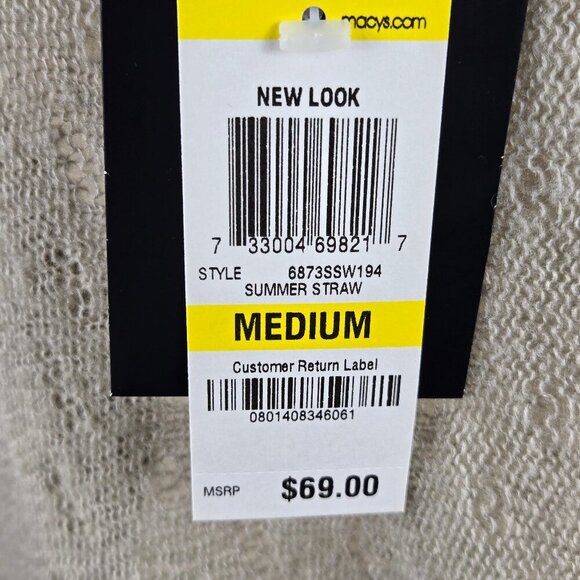 macys.com
NEW LOOK
7 33004 69821 7
STYLE 6873SSW194
SUMMER STRAW
MEDIUM
Customer Return Label
0801408346061
MSRP $69.00